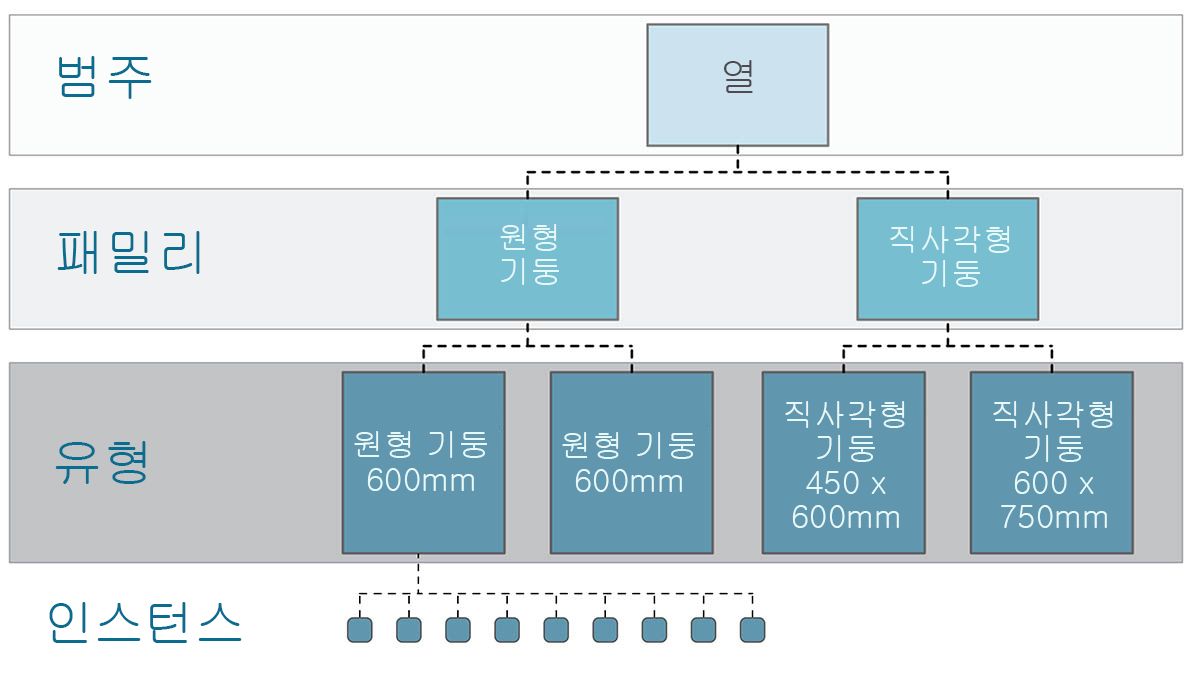 범주
열
패밀리
원형
기둥
직사각형
기둥
유형
원형 기둥
600mm
원형 기둥
600mm
직사각형
기둥
450 x
600mm
직사각형
기둥
600 x
750mm
인스턴스